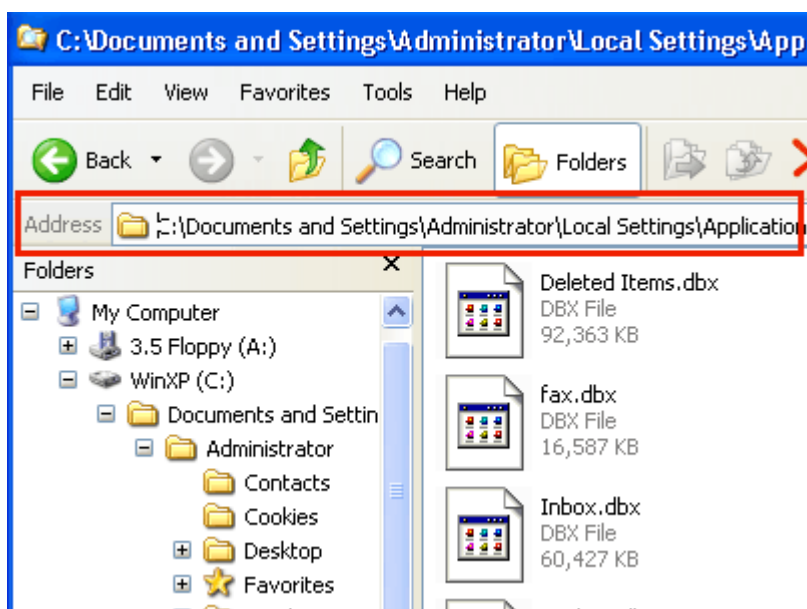 C:\Documents and Settings\Administrator\Local Settings\App
File Edit View Favorites Tools Help
Back Search Folders
Address C:\Documents and Settings\Administrator\Local Settings\Application
Folders
My Computer
3.5 Floppy (A:)
WinXP (C:)
Documents and Settin
Administrator
Contacts
Cookies
Desktop
Favorites
Deleted Items.dbx
DBX File
92,363 KB
fax.dbx
DBX File
16,587 KB
Inbox.dbx
DBX File
60,427 KB